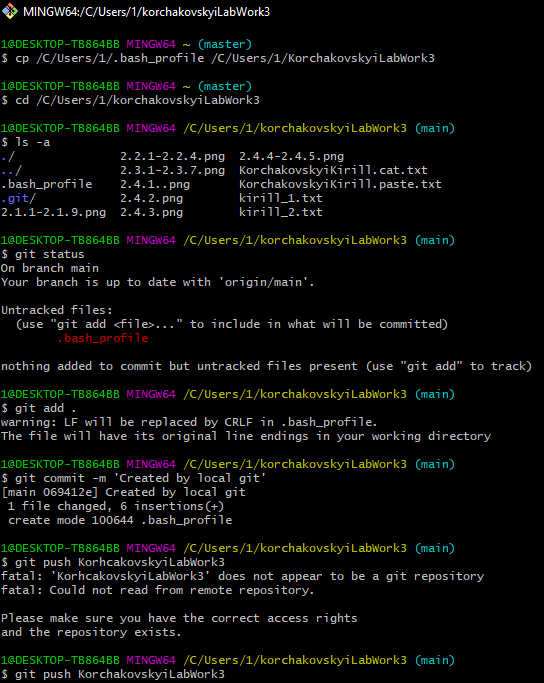 MINGW64:/C/Users/1/korchakovskyiLabWork3
1@DESKTOP-TB864BB MINGW64 ~ (master)
$ cp /C/Users/1/.bash_profile /C/Users/1/KorchakovskyiLabWork3
1@DESKTOP-TB864BB MINGW64 ~ (master)
$ cd /C/Users/1/korchakovskyiLabWork3
1@DESKTOP-TB864BB MINGW64 /C/Users/1/korchakovskyiLabWork3 (main)
$ ls -a
./ 2.2.1-2.2.4.png 2.4.4-2.4.5.png
../ 2.3.1-2.3.7.png KorchakovskyiKirill.cat.txt
.bash_profile 2.4.1..png KorchakovskyiKirill.paste.txt
.git/ 2.4.2.png kirill_1.txt
2.1.1-2.1.9.png 2.4.3.png kirill_2.txt
1@DESKTOP-TB864BB MINGW64 /C/Users/1/korchakovskyiLabWork3 (main)
$ git status
On branch main
Your branch is up to date with 'origin/main'.
Untracked files:
(use "git add <file>..." to include in what will be committed)
.bash_profile
nothing added to commit but untracked files present (use "git add" to track)
1@DESKTOP-TB864BB MINGW64 /C/Users/1/korchakovskyiLabWork3 (main)
$ git add .
warning: LF will be replaced by CRLF in .bash_profile.
The file will have its original line endings in your working directory
1@DESKTOP-TB864BB MINGW64 /C/Users/1/korchakovskyiLabWork3 (main)
$ git commit -m 'Created by local git'
[main 069412e] Created by local git
1 file changed, 6 insertions(+)
create mode 100644 .bash_profile
1@DESKTOP-TB864BB MINGW64 /C/Users/1/korchakovskyiLabWork3 (main)
$ git push KorhcakovskyiLabWork3
fatal: 'KorhcakovskyiLabWork3' does not appear to be a git repository
fatal: Could not read from remote repository.
Please make sure you have the correct access rights
and the repository exists.
1@DESKTOP-TB864BB MINGW64 /C/Users/1/korchakovskyiLabWork3 (main)
$ git push KorchakovskyiLabWork3